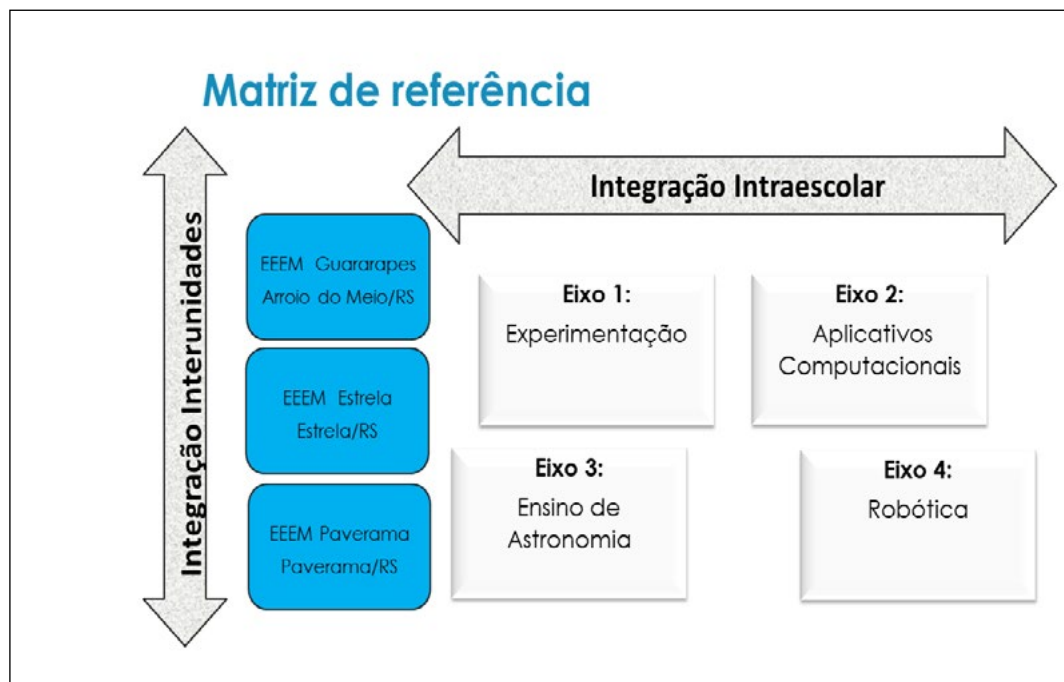 Matriz de referência
Integração Intraescolar
Integração Interunidades
EEEM Guararapes
Arroio do Meio/RS
EEEM Estrela
Estrela/RS
EEEM Paverama
Paverama/RS
Eixo 1:
Experimentação
Eixo 2:
Aplicativos
Computacionais
Eixo 3:
Ensino de
Astronomia
Eixo 4:
Robótica